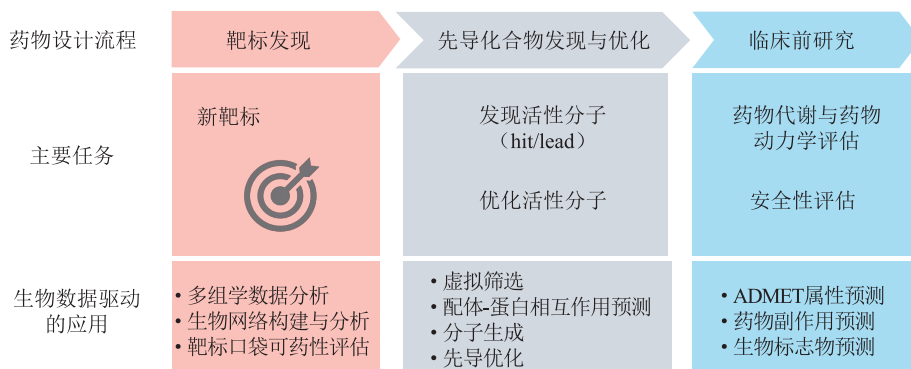 药物设计流程
靶标发现
先导化合物发现与优化
临床前研究
主要任务
新靶标
发现活性分子
（hit/lead）
优化活性分子
药物代谢与药物
动力学评估
安全性评估
生物数据驱动
的应用
• 多组学数据分析
• 生物网络构建与分析
• 靶标口袋可药性评估
• 虚拟筛选
• 配体-蛋白相互作用预测
• 分子生成
• 先导优化
• ADMET属性预测
• 药物副作用预测
• 生物标志物预测